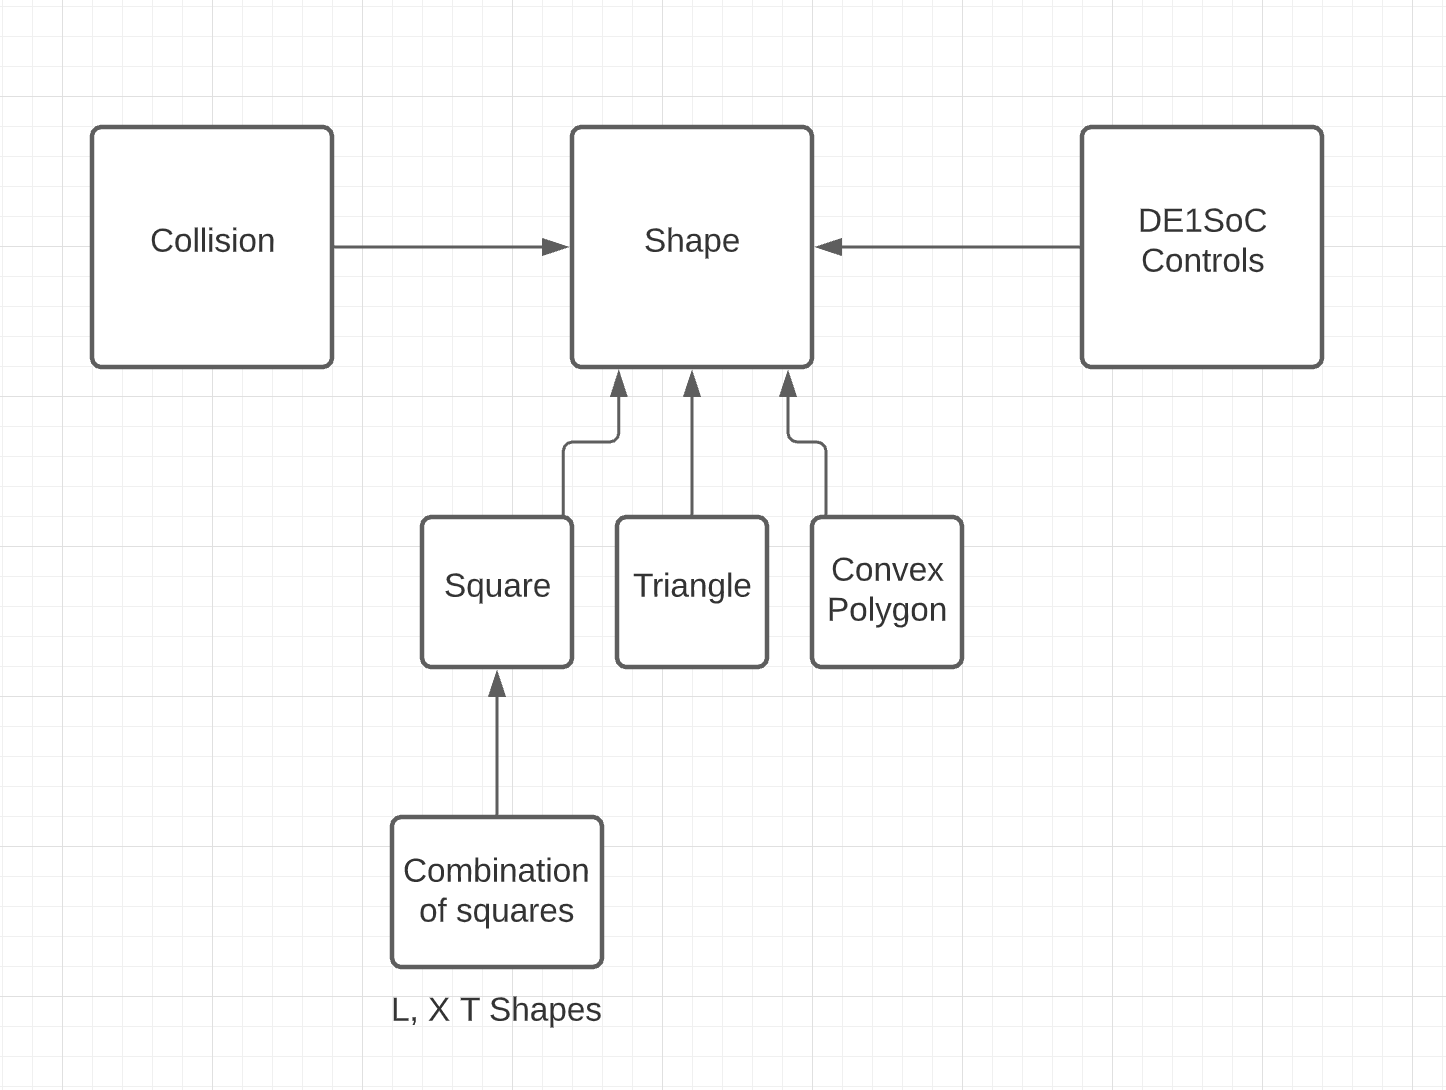 Collision
Shape
DE1SoC
Controls
Square
Triangle
Convex
Polygon
Combination
of squares
L, X T Shapes